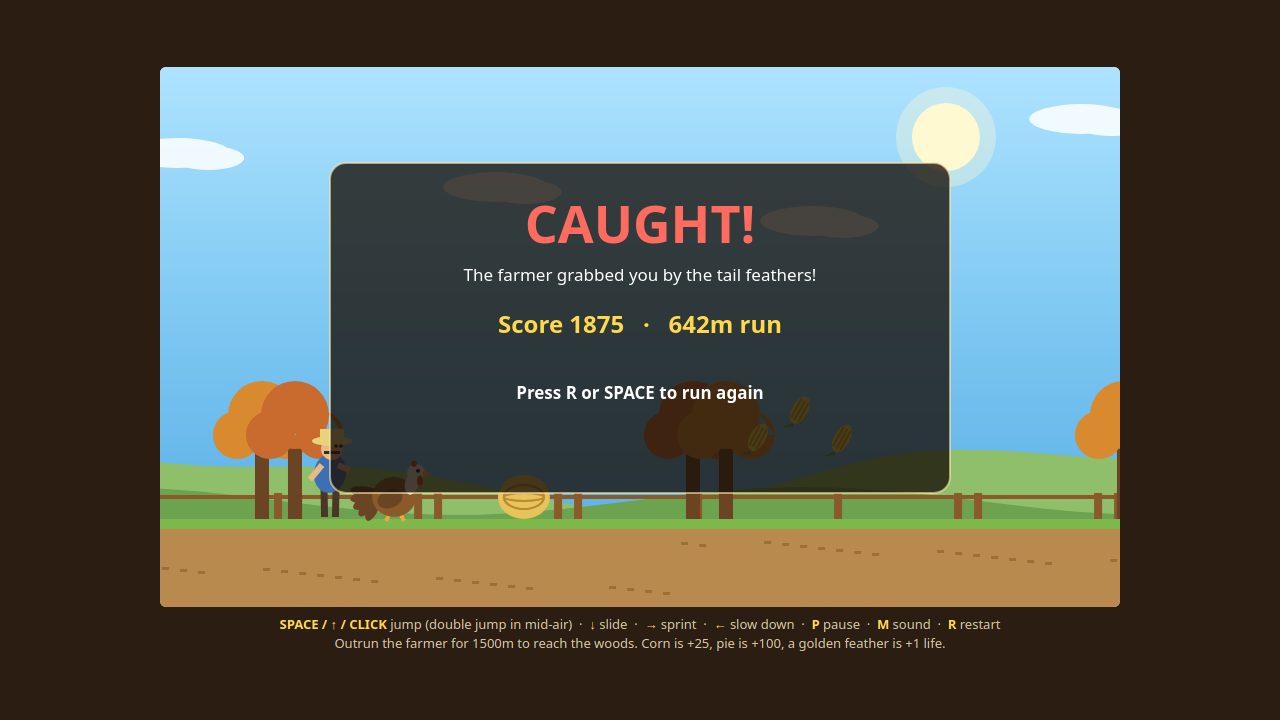 CAUGHT!
The farmer grabbed you by the tail feathers!
Score 1875 · 642m run
Press R or SPACE to run again
SPACE / ↑ / CLICK jump (double jump in mid-air) · ↓ slide · → sprint · ← slow down · P pause · M sound · R restart
Outrun the farmer for 1500m to reach the woods. Corn is +25, pie is +100, a golden feather is +1 life.